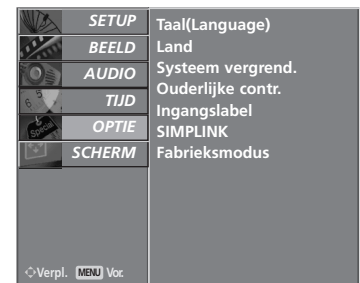 SETUP
BEELD
AUDIO
TIJD
OPTIE
SCHERM
Taal(Language)
Land
Systeem vergrend.
Ouderlijke contr.
Ingangslabel
SIMPLINK
Fabrieksmodus
Verpl. MENU Vor.